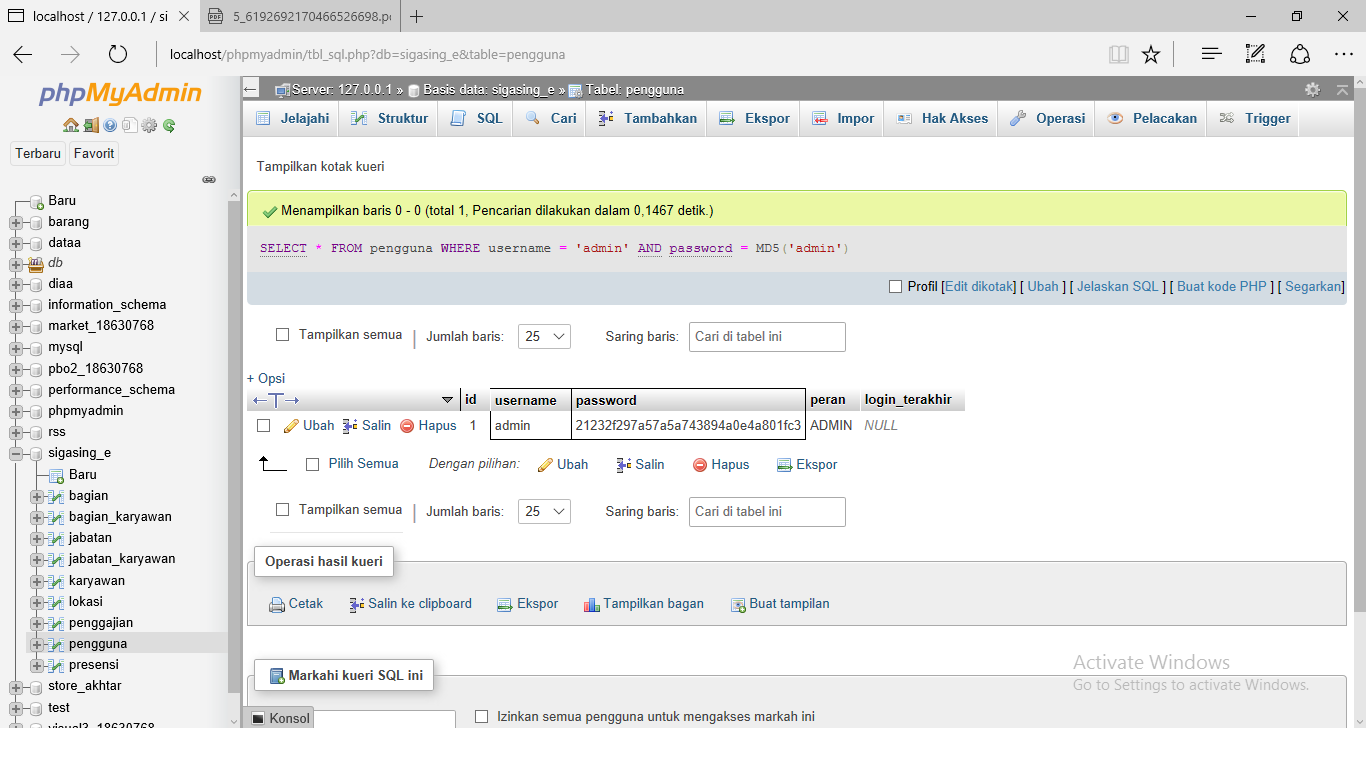 localhost / 127.0.0.1 / si
5_6192692170466526698.p
localhost/phpmyadmin/tbl_sql.php?db=sigasing_e&table=pengguna
phpMyAdmin
Terbaru Favorit
Baru
barang
dataa
db
diaa
information_schema
market_18630768
mysql
pbo2_18630768
performance_schema
phpmyadmin
rss
sigasing_e
Baru
bagian
bagian_karyawan
jabatan
jabatan_karyawan
karyawan
lokasi
penggajian
pengguna
presensi
store_akhtar
test
visual3_18630768
Server: 127.0.0.1 » Basis data: sigasing_e » Tabel: pengguna
Jelajahi Struktur SQL Cari Tambahkan Ekspor Impor Hak Akses Operasi Pelacakan Trigger
Tampilkan kotak kueri
Menampilkan baris 0 - 0 (total 1, Pencarian dilakukan dalam 0,1467 detik.)
SELECT * FROM pengguna WHERE username = 'admin' AND password = MD5('admin')
Profil [Edit dikotak] [ Ubah ] [ Jelaskan SQL ] [ Buat kode PHP ] [ Segarkan]
Tampilkan semua | Jumlah baris: 25 Saring baris: Cari di tabel ini
+ Opsi
←T→ id username password peran login_terakhir
Ubah Salin Hapus 1 admin 21232f297a57a5a743894a0e4a801fc3 ADMIN NULL
Pilih Semua Dengan pilihan: Ubah Salin Hapus Ekspor
Tampilkan semua | Jumlah baris: 25 Saring baris: Cari di tabel ini
Operasi hasil kueri
Cetak Salin ke clipboard Ekspor Tampilkan bagan Buat tampilan
Markahi kueri SQL ini
Konsol
Izinkan semua pengguna untuk mengakses markah ini
Activate Windows
Go to Settings to activate Windows.